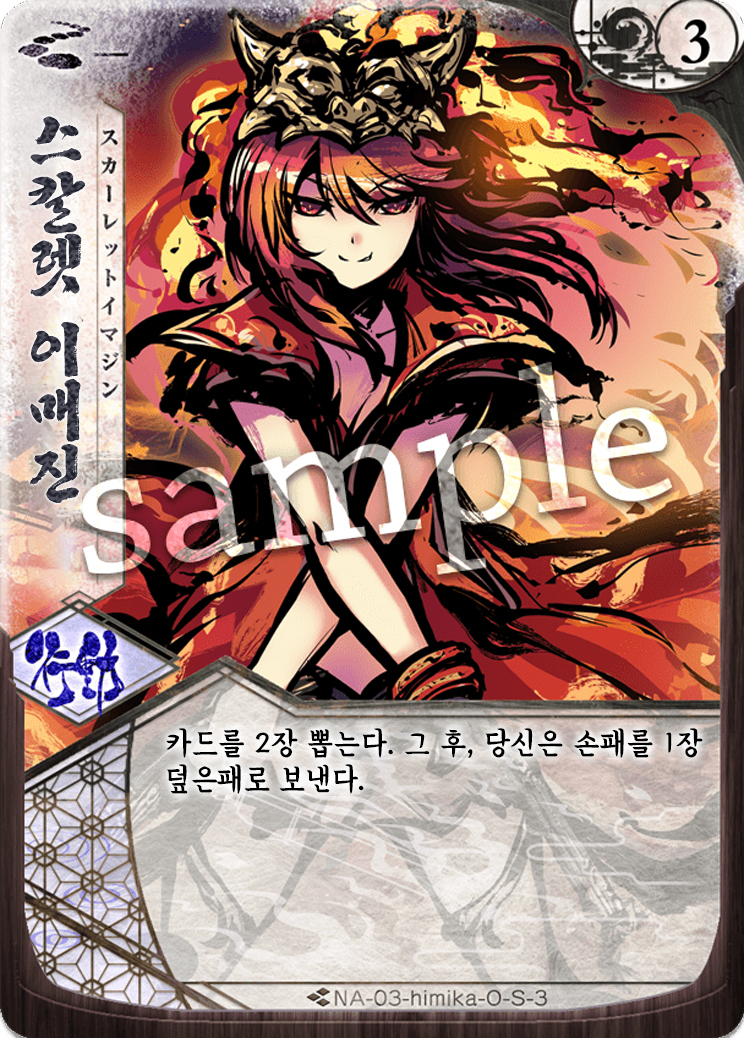 3
스칼렛 이매진
スカーレットイマジン
sample
行動
카드를 2장 뽑는다. 그 후, 당신은 손패를 1장
덮은패로 보낸다.
NA-03-himika-O-S-3